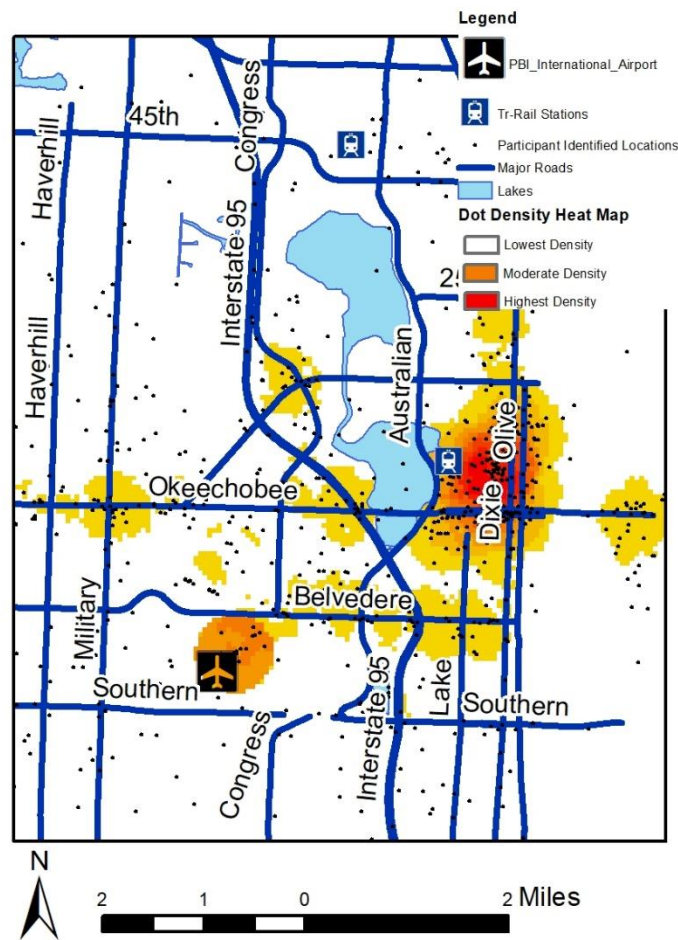 Legend
PBI_International_Airport
Tr-Rail Stations
Participant Identified Locations
Major Roads
Lakes
Dot Density Heat Map
Lowest Density
Moderate Density
Highest Density
45th
Congress
Haverhill
Interstate 95
25
Haverhill
Australian
Olive
Okeechobee
Dixie
Belvedere
Military
Southern
Lake
Southern
Interstate 95
Congress
N
2 1 0 2 Miles